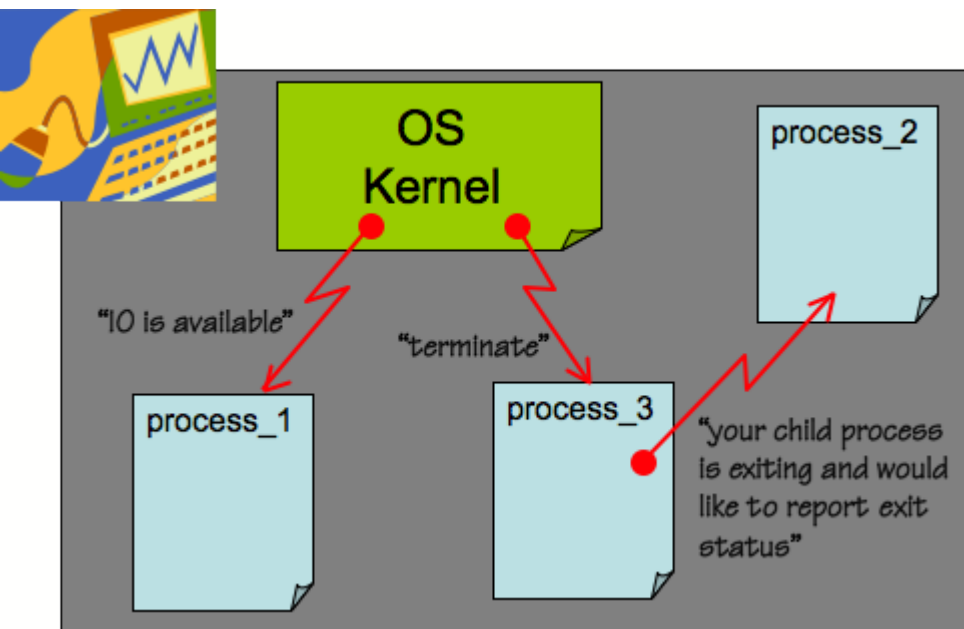 OS
Kernel
process_2
"IO is available"
"terminate"
process_1
process_3
"your child process
is exiting and would
like to report exit
status"